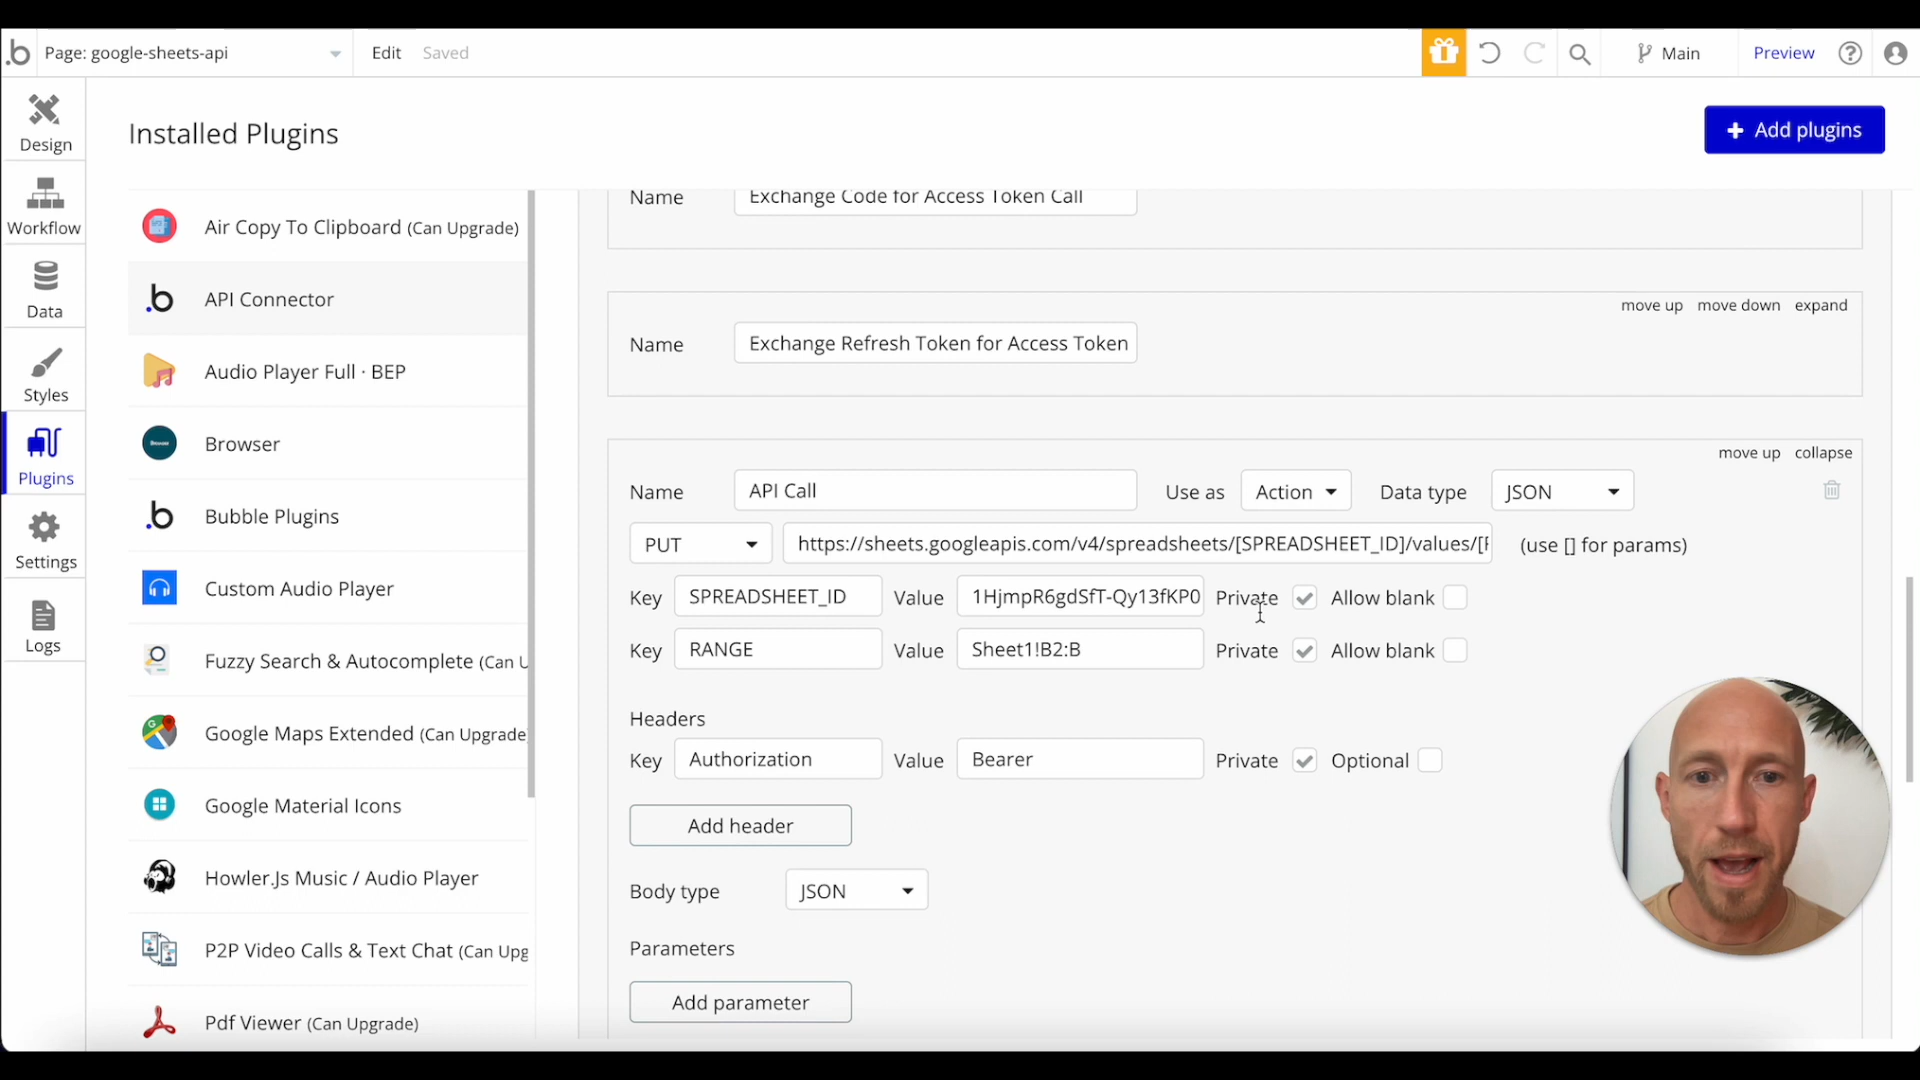 Page: google-sheets-api
Edit
Saved
Main
Preview
Design
Workflow
Data
Styles
Plugins
Settings
Logs
Installed Plugins
+ Add plugins
Air Copy To Clipboard (Can Upgrade)
API Connector
Audio Player Full · BEP
Browser
Bubble Plugins
Custom Audio Player
Fuzzy Search & Autocomplete (Can U
Google Maps Extended (Can Upgrade
Google Material Icons
Howler.Js Music / Audio Player
P2P Video Calls & Text Chat (Can Upg
Pdf Viewer (Can Upgrade)
Name Exchange Code for Access Token Call
move up move down expand
Name Exchange Refresh Token for Access Token
move up collapse
Name API Call Use as Action Data type JSON
PUT https://sheets.googleapis.com/v4/spreadsheets/[SPREADSHEET_ID]/values/[ (use [] for params)
Key SPREADSHEET_ID Value 1HjmpR6gdSfT-Qy13fKP0 Private Allow blank
Key RANGE Value Sheet1!B2:B Private Allow blank
Headers
Key Authorization Value Bearer Private Optional
Add header
Body type JSON
Parameters
Add parameter